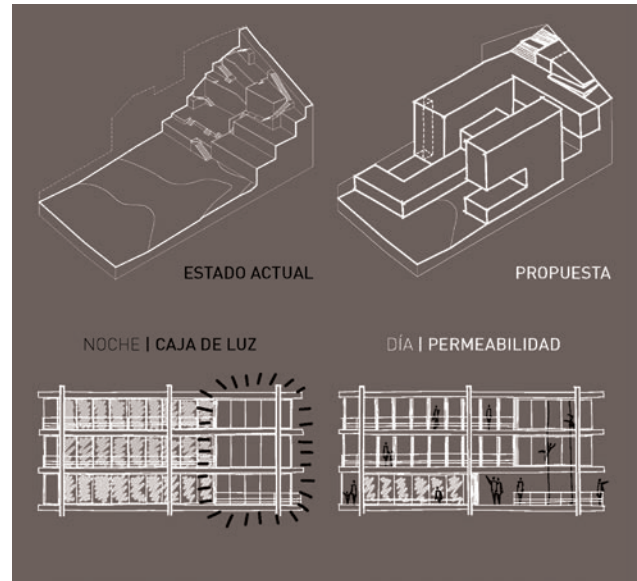 ESTADO ACTUAL
PROPUESTA
NOCHE | CAJA DE LUZ
DÍA | PERMEABILIDAD